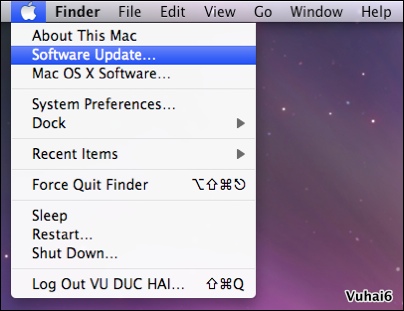 Finder File Edit View Go Window Help
About This Mac
Software Update...
Mac OS X Software...
System Preferences...
Dock
Recent Items
Force Quit Finder ⌥⇧⌘⎋
Sleep
Restart...
Shut Down...
Log Out VU DUC HAI... ⇧⌘Q
Vuhai6